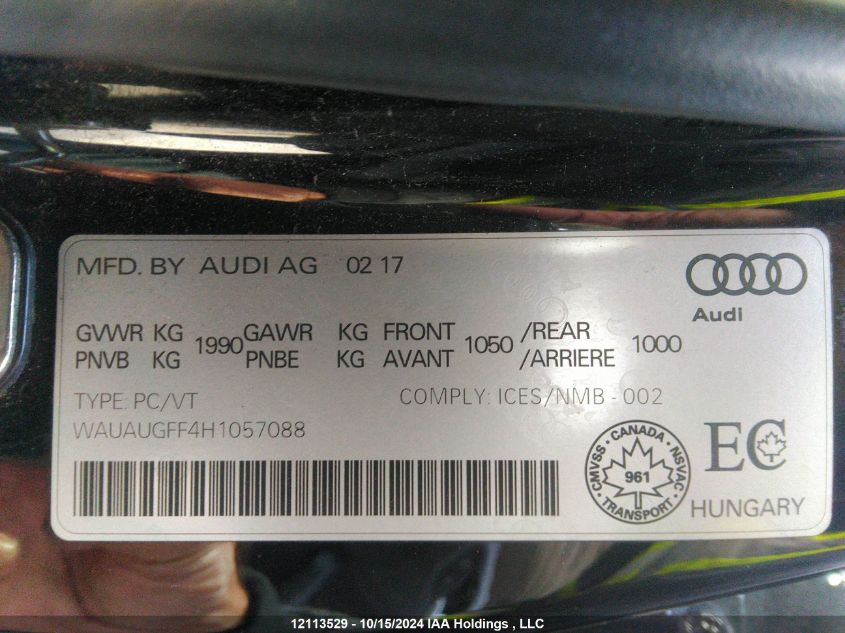 MFD. BY AUDI AG 02 17
Audi
GVWR KG 1990 GAWR KG FRONT 1050 /REAR 1000
PNVB KG PNBE KG AVANT /ARRIERE
TYPE: PC/VT COMPLY: ICES/NMB - 002
WAUAUGFF4H1057088
CANADA
CMVSS NSVAC
961
TRANSPORT
EC
HUNGARY
12113529 - 10/15/2024 IAA Holdings , LLC